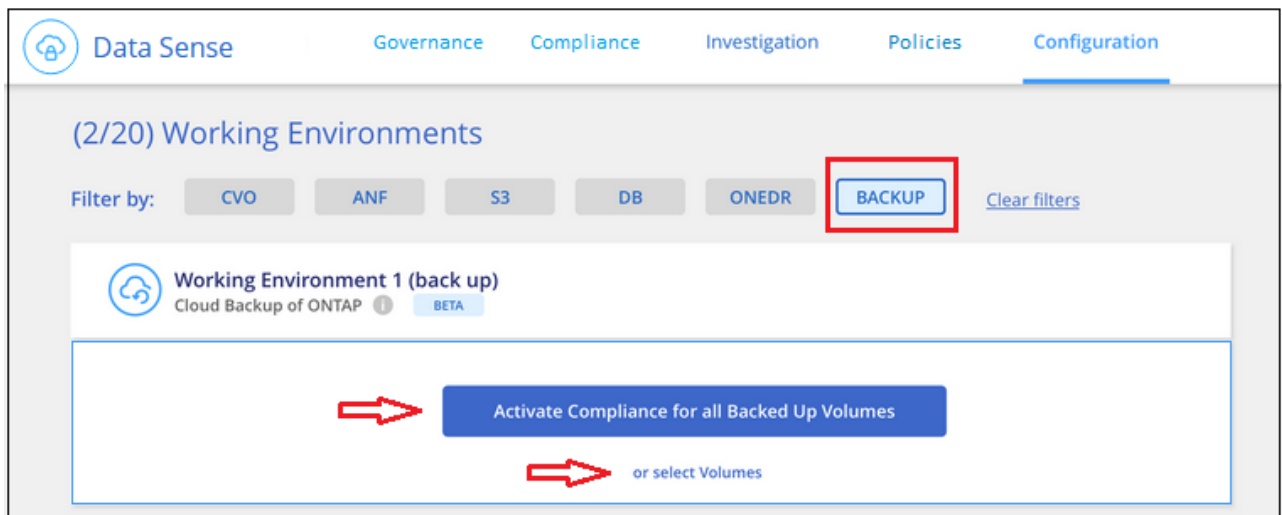 Data Sense Governance Compliance Investigation Policies Configuration
(2/20) Working Environments
Filter by: CVO ANF S3 DB ONEDR BACKUP Clear filters
Working Environment 1 (back up)
Cloud Backup of ONTAP i BETA
Activate Compliance for all Backed Up Volumes
or select Volumes